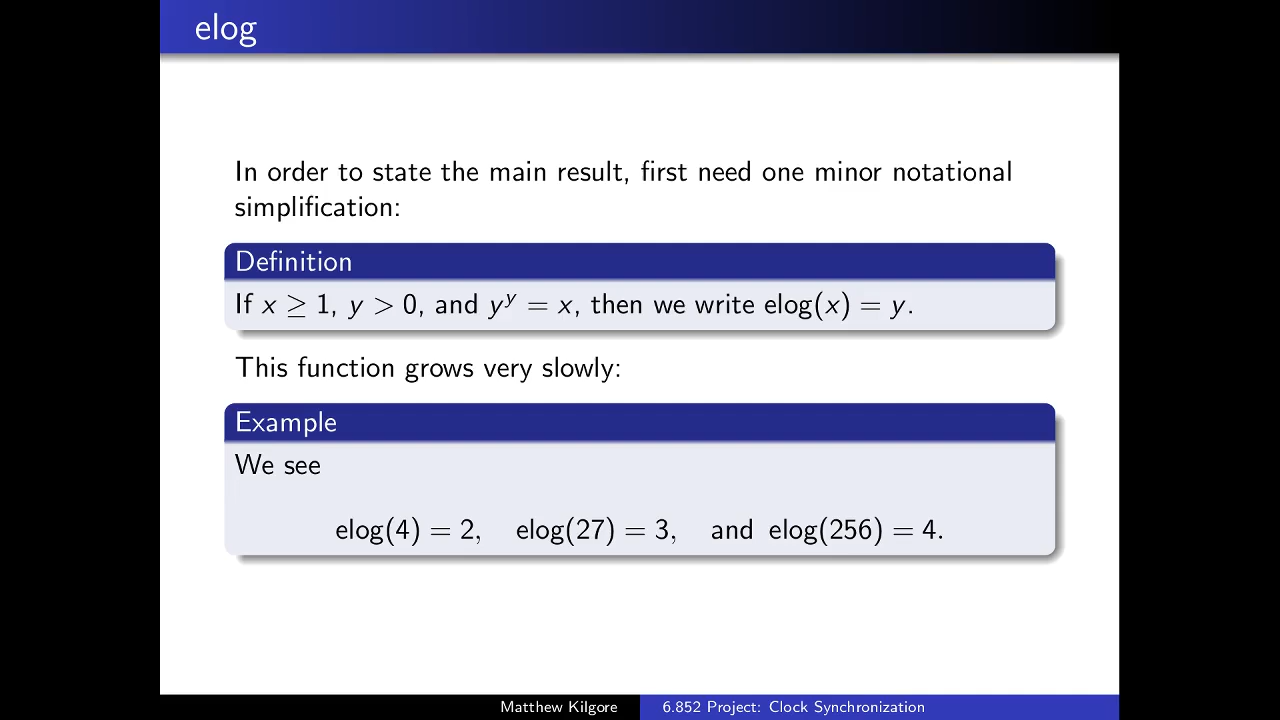 elog
In order to state the main result, first need one minor notational
simplification:
Definition
If x ≥ 1, y > 0, and y^y = x, then we write elog(x) = y.
This function grows very slowly:
Example
We see
elog(4) = 2, elog(27) = 3, and elog(256) = 4.
Matthew Kilgore 6.852 Project: Clock Synchronization